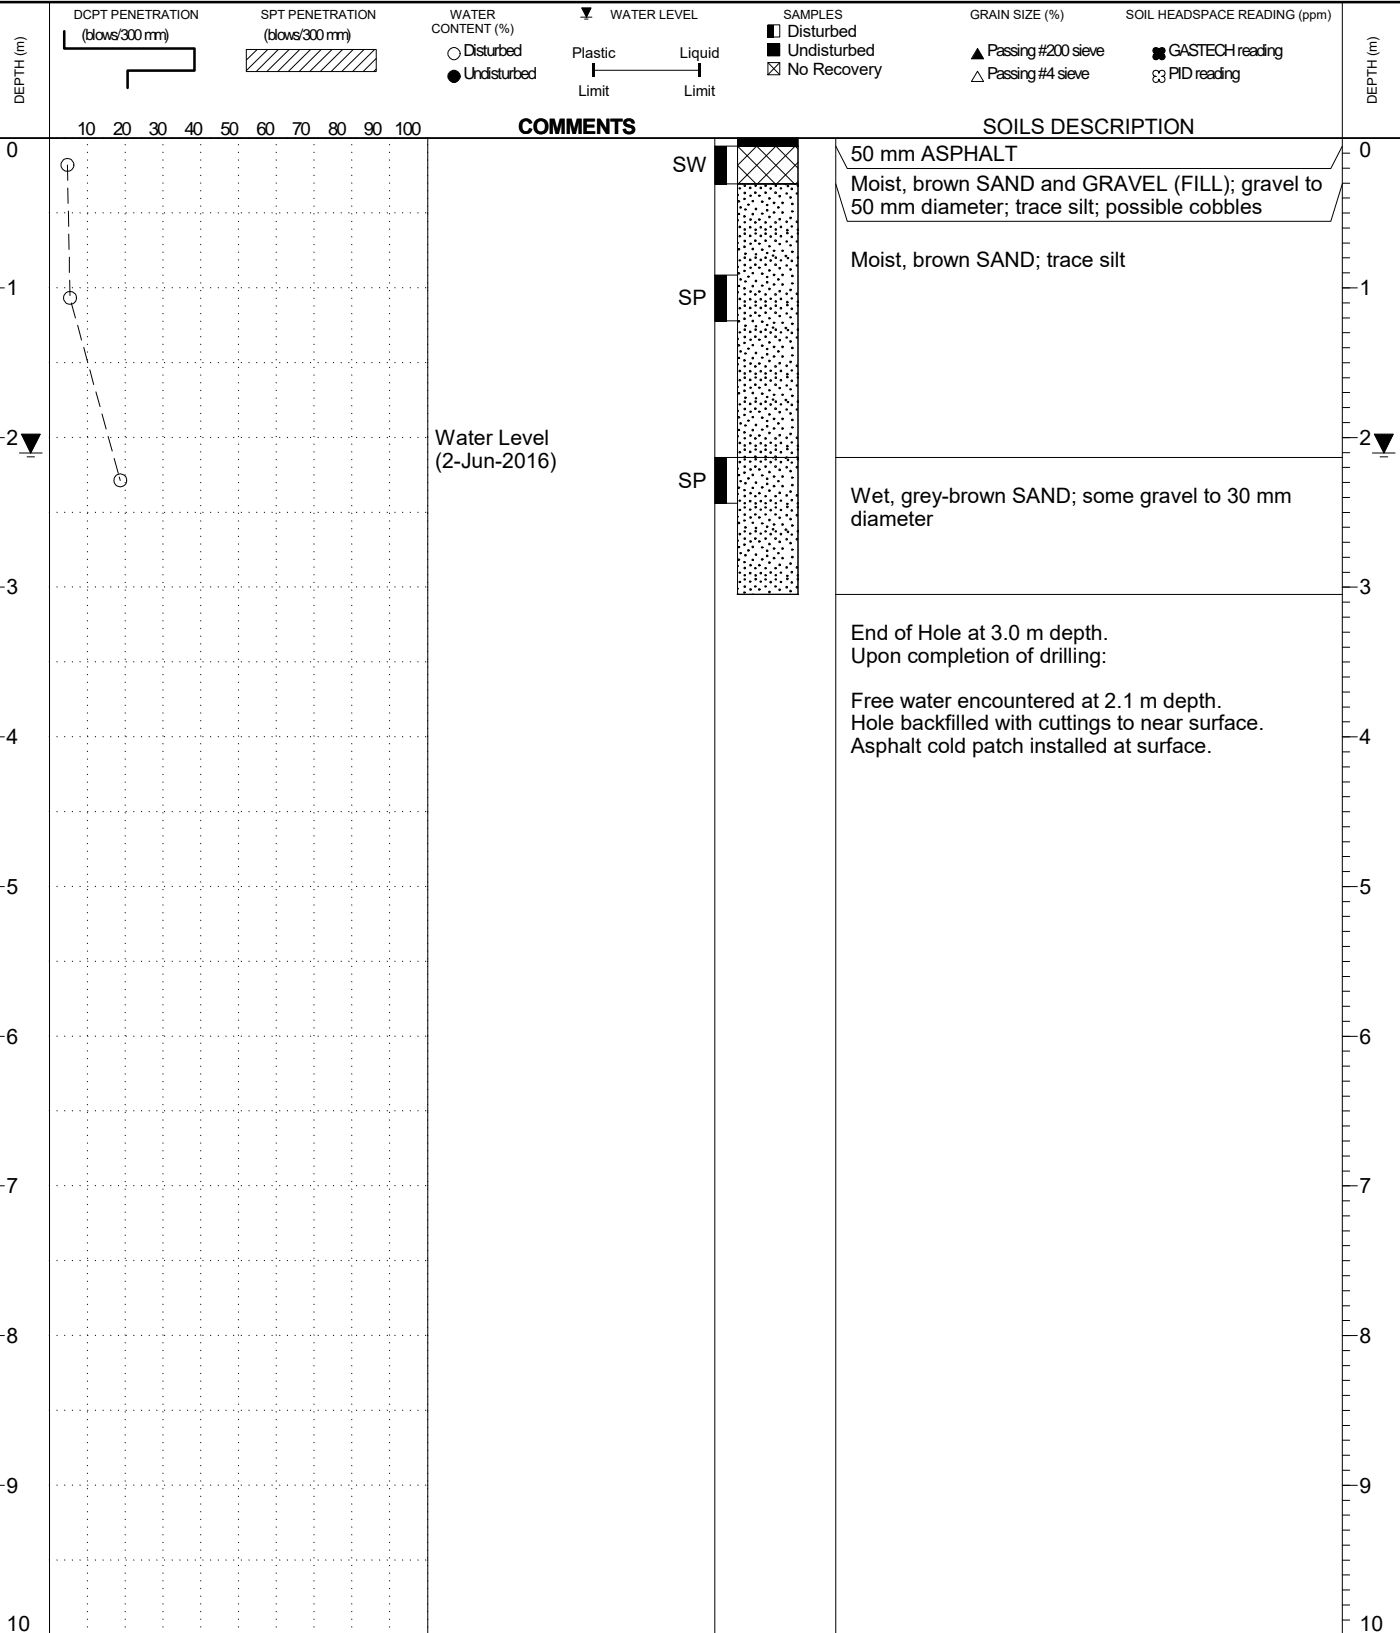 DEPTH (m)
DCPT PENETRATION
(blows/300 mm)
SPT PENETRATION
(blows/300 mm)
WATER
CONTENT (%)
Disturbed
Undisturbed
WATER LEVEL
Plastic Liquid
Limit Limit
SAMPLES
Disturbed
Undisturbed
No Recovery
GRAIN SIZE (%)
Passing #200 sieve
Passing #4 sieve
SOIL HEADSPACE READING (ppm)
GASTECH reading
PID reading
DEPTH (m)
10 20 30 40 50 60 70 80 90 100
COMMENTS
SOILS DESCRIPTION
0 0
SW
50 mm ASPHALT
Moist, brown SAND and GRAVEL (FILL); gravel to
50 mm diameter; trace silt; possible cobbles
Moist, brown SAND; trace silt
1 1
SP
2 2
Water Level
(2-Jun-2016)
SP
Wet, grey-brown SAND; some gravel to 30 mm
diameter
3 3
End of Hole at 3.0 m depth.
Upon completion of drilling:
Free water encountered at 2.1 m depth.
Hole backfilled with cuttings to near surface.
Asphalt cold patch installed at surface.
4 4
5 5
6 6
7 7
8 8
9 9
10 10